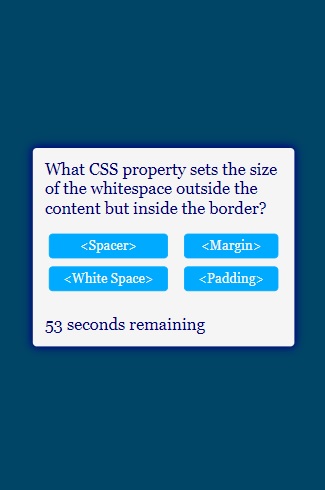 What CSS property sets the size
of the whitespace outside the
content but inside the border?
<Spacer> <Margin>
<White Space> <Padding>
53 seconds remaining